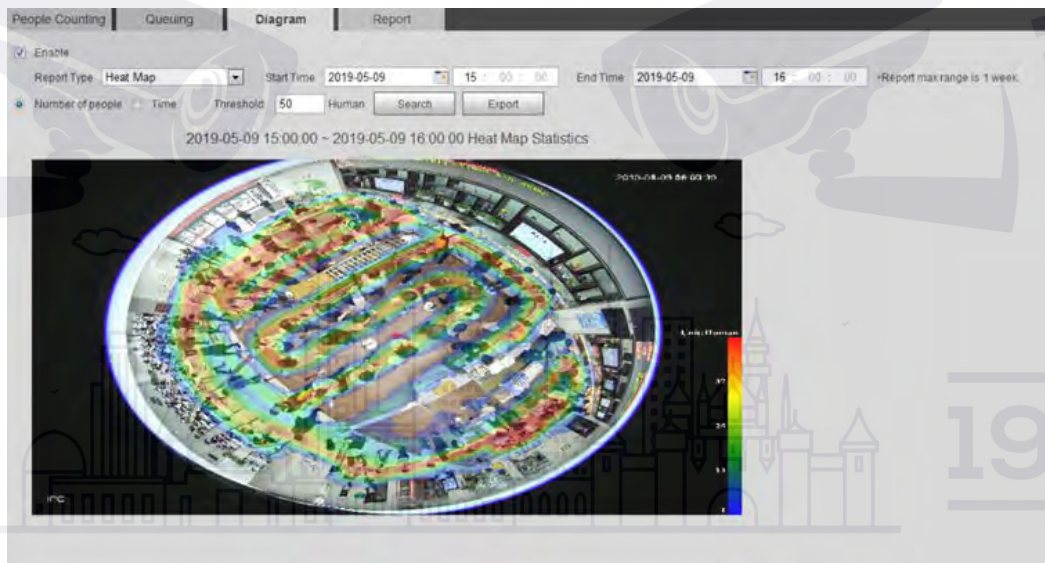 People Counting Queuing Diagram Report
Enable
Report Type Heat Map Start Time 2019-05-09 15 : 00 : 00 End Time 2019-05-09 16 : 00 : 00 *Report max range is 1 week.
Number of people Time Threshold 50 Human Search Export
2019-05-09 15:00:00 ~ 2019-05-09 16:00:00 Heat Map Statistics
IPC
19